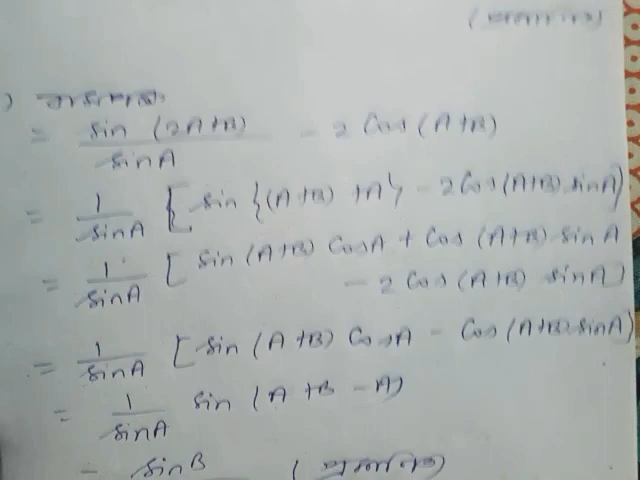 (প্রমাণিত)
) বামপক্ষ
= sin (2A+B) / sinA - 2 Cos (A+B)
= 1 / sinA [ sin {(A+B) +A} - 2Cos(A+B) sinA ]
= 1 / sinA [ sin (A+B) CosA + Cos (A+B) sinA
- 2 Cos (A+B) sinA ]
= 1 / sinA [ sin (A+B) CosA - Cos (A+B) sinA ]
= 1 / sinA sin (A+B-A)
- sinB (প্রমাণিত)